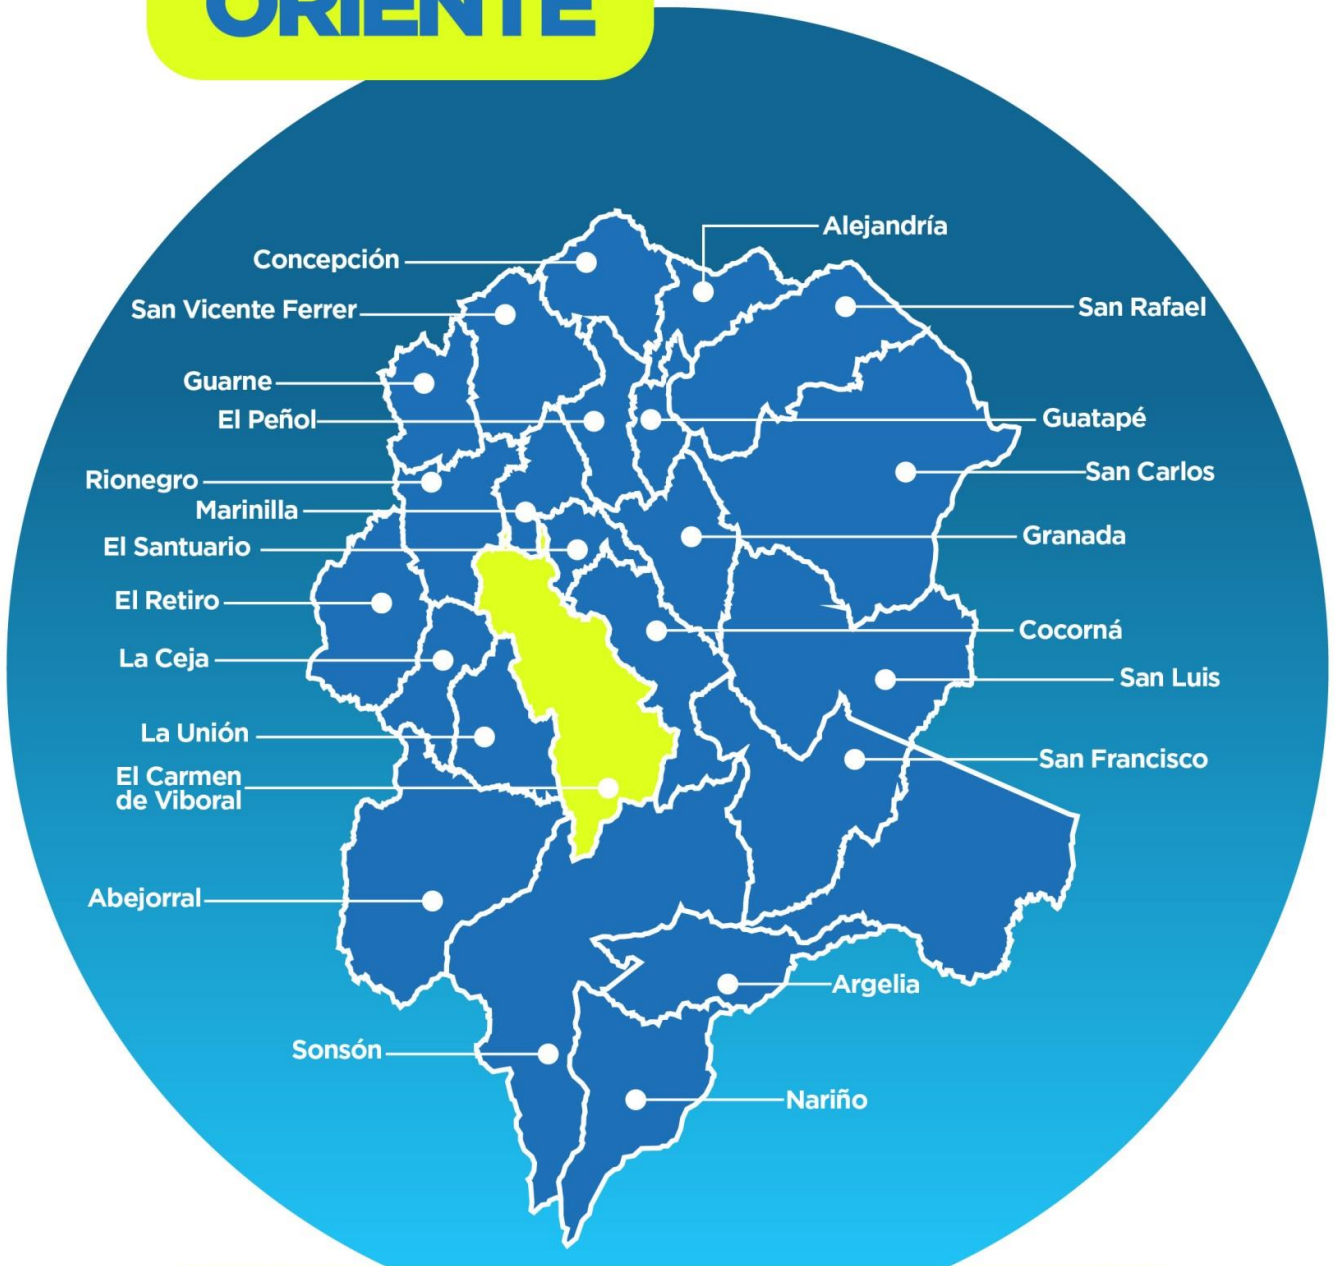 ORIENTE
Alejandría
Concepción
San Vicente Ferrer
San Rafael
Guarne
El Peñol
Guatapé
Rionegro
San Carlos
Marinilla
El Santuario
Granada
El Retiro
Cocorná
La Ceja
San Luis
La Unión
San Francisco
El Carmen
de Viboral
Abejorral
Argelia
Sonsón
Nariño